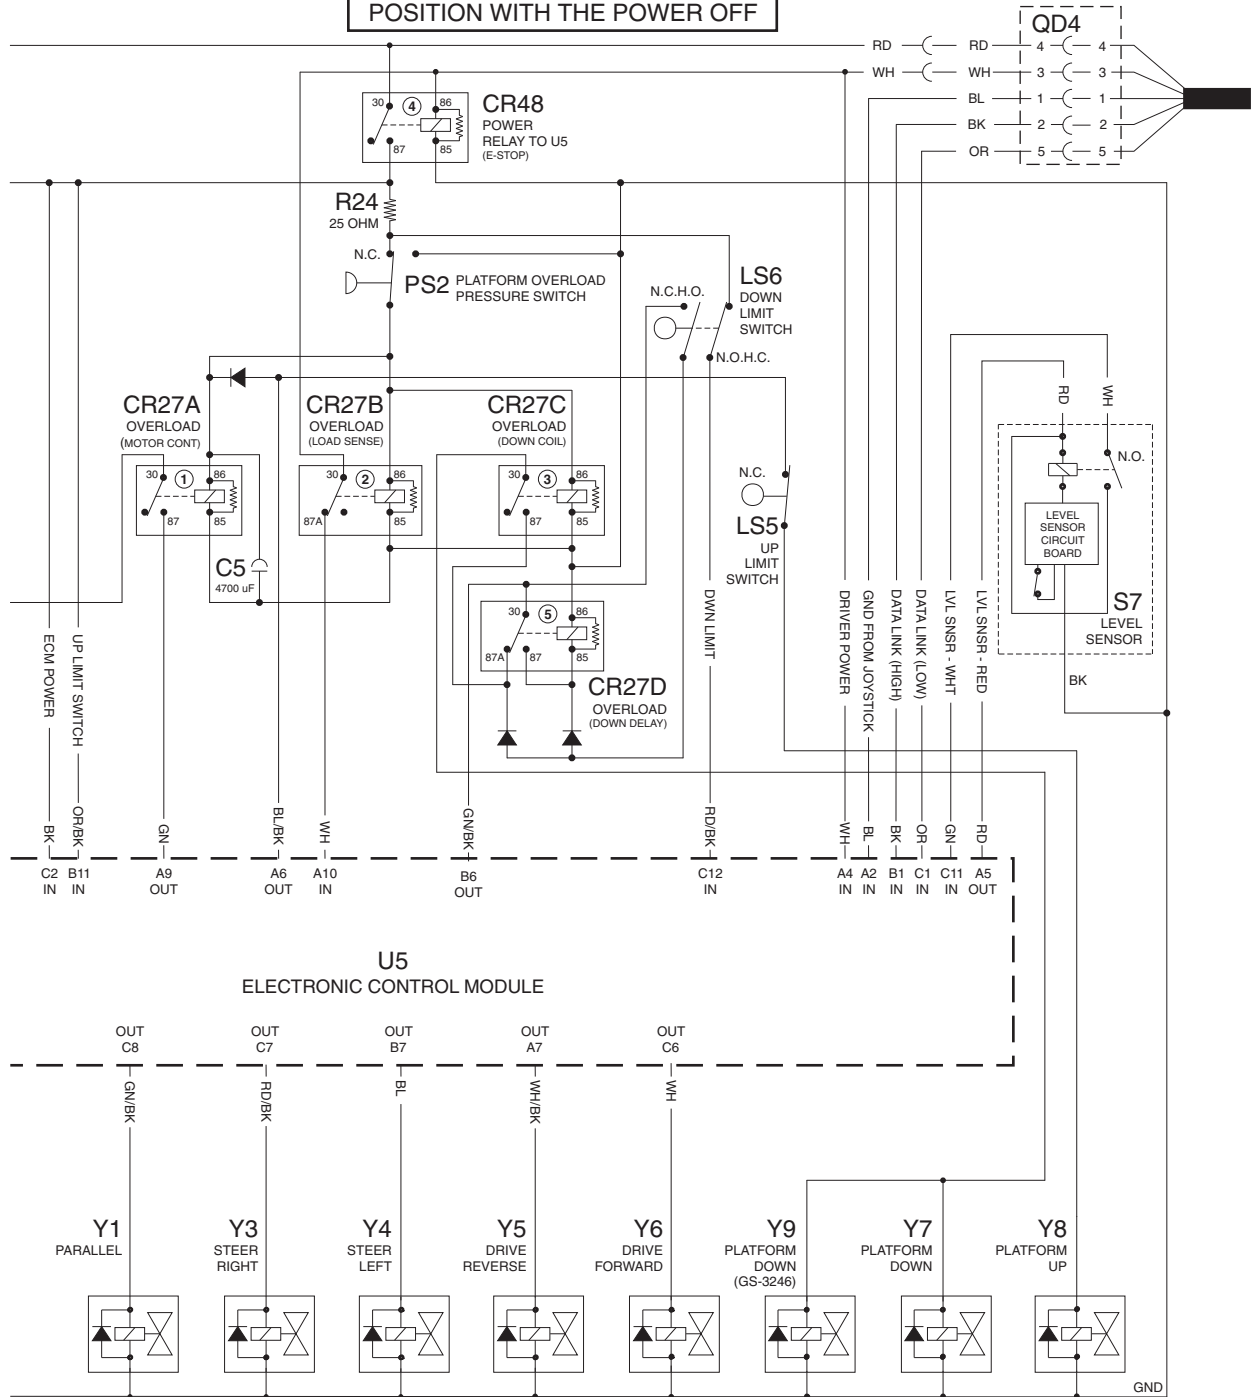 POSITION WITH THE POWER OFF
QD4
RD
RD
4
4
WH
WH
3
3
BL
1
1
BK
2
2
OR
5
5
30
4
86
87
85
CR48
POWER
RELAY TO U5
(E-STOP)
R24
25 OHM
N.C.
PS2
PLATFORM OVERLOAD
PRESSURE SWITCH
N.C.H.O.
LS6
DOWN
LIMIT
SWITCH
N.O.H.C.
CR27A
OVERLOAD
(MOTOR CONT)
30
1
86
87
85
CR27B
OVERLOAD
(LOAD SENSE)
30
2
86
87A
85
CR27C
OVERLOAD
(DOWN COIL)
30
3
86
87
85
C5
4700 uF
N.C.
LS5
UP
LIMIT
SWITCH
30
5
86
87A
87
85
CR27D
OVERLOAD
(DOWN DELAY)
RD
WH
N.O.
LEVEL
SENSOR
CIRCUIT
BOARD
S7
LEVEL
SENSOR
BK
ECM POWER
UP LIMIT SWITCH
DWN LIMIT
DRIVER POWER
GND FROM JOYSTICK
DATA LINK (HIGH)
DATA LINK (LOW)
LVL SNSR - WHT
LVL SNSR - RED
BK
OR/BK
GN
BL/BK
WH
GN/BK
RD/BK
WH
BL
BK
OR
GN
RD
C2
IN
B11
IN
A9
OUT
A6
OUT
A10
IN
B6
OUT
C12
IN
A4
IN
A2
IN
B1
IN
C1
IN
C11
IN
A5
OUT
U5
ELECTRONIC CONTROL MODULE
OUT
C8
OUT
C7
OUT
B7
OUT
A7
OUT
C6
GN/BK
RD/BK
BL
WH/BK
WH
Y1
PARALLEL
Y3
STEER
RIGHT
Y4
STEER
LEFT
Y5
DRIVE
REVERSE
Y6
DRIVE
FORWARD
Y9
PLATFORM
DOWN
(GS-3246)
Y7
PLATFORM
DOWN
Y8
PLATFORM
UP
GND